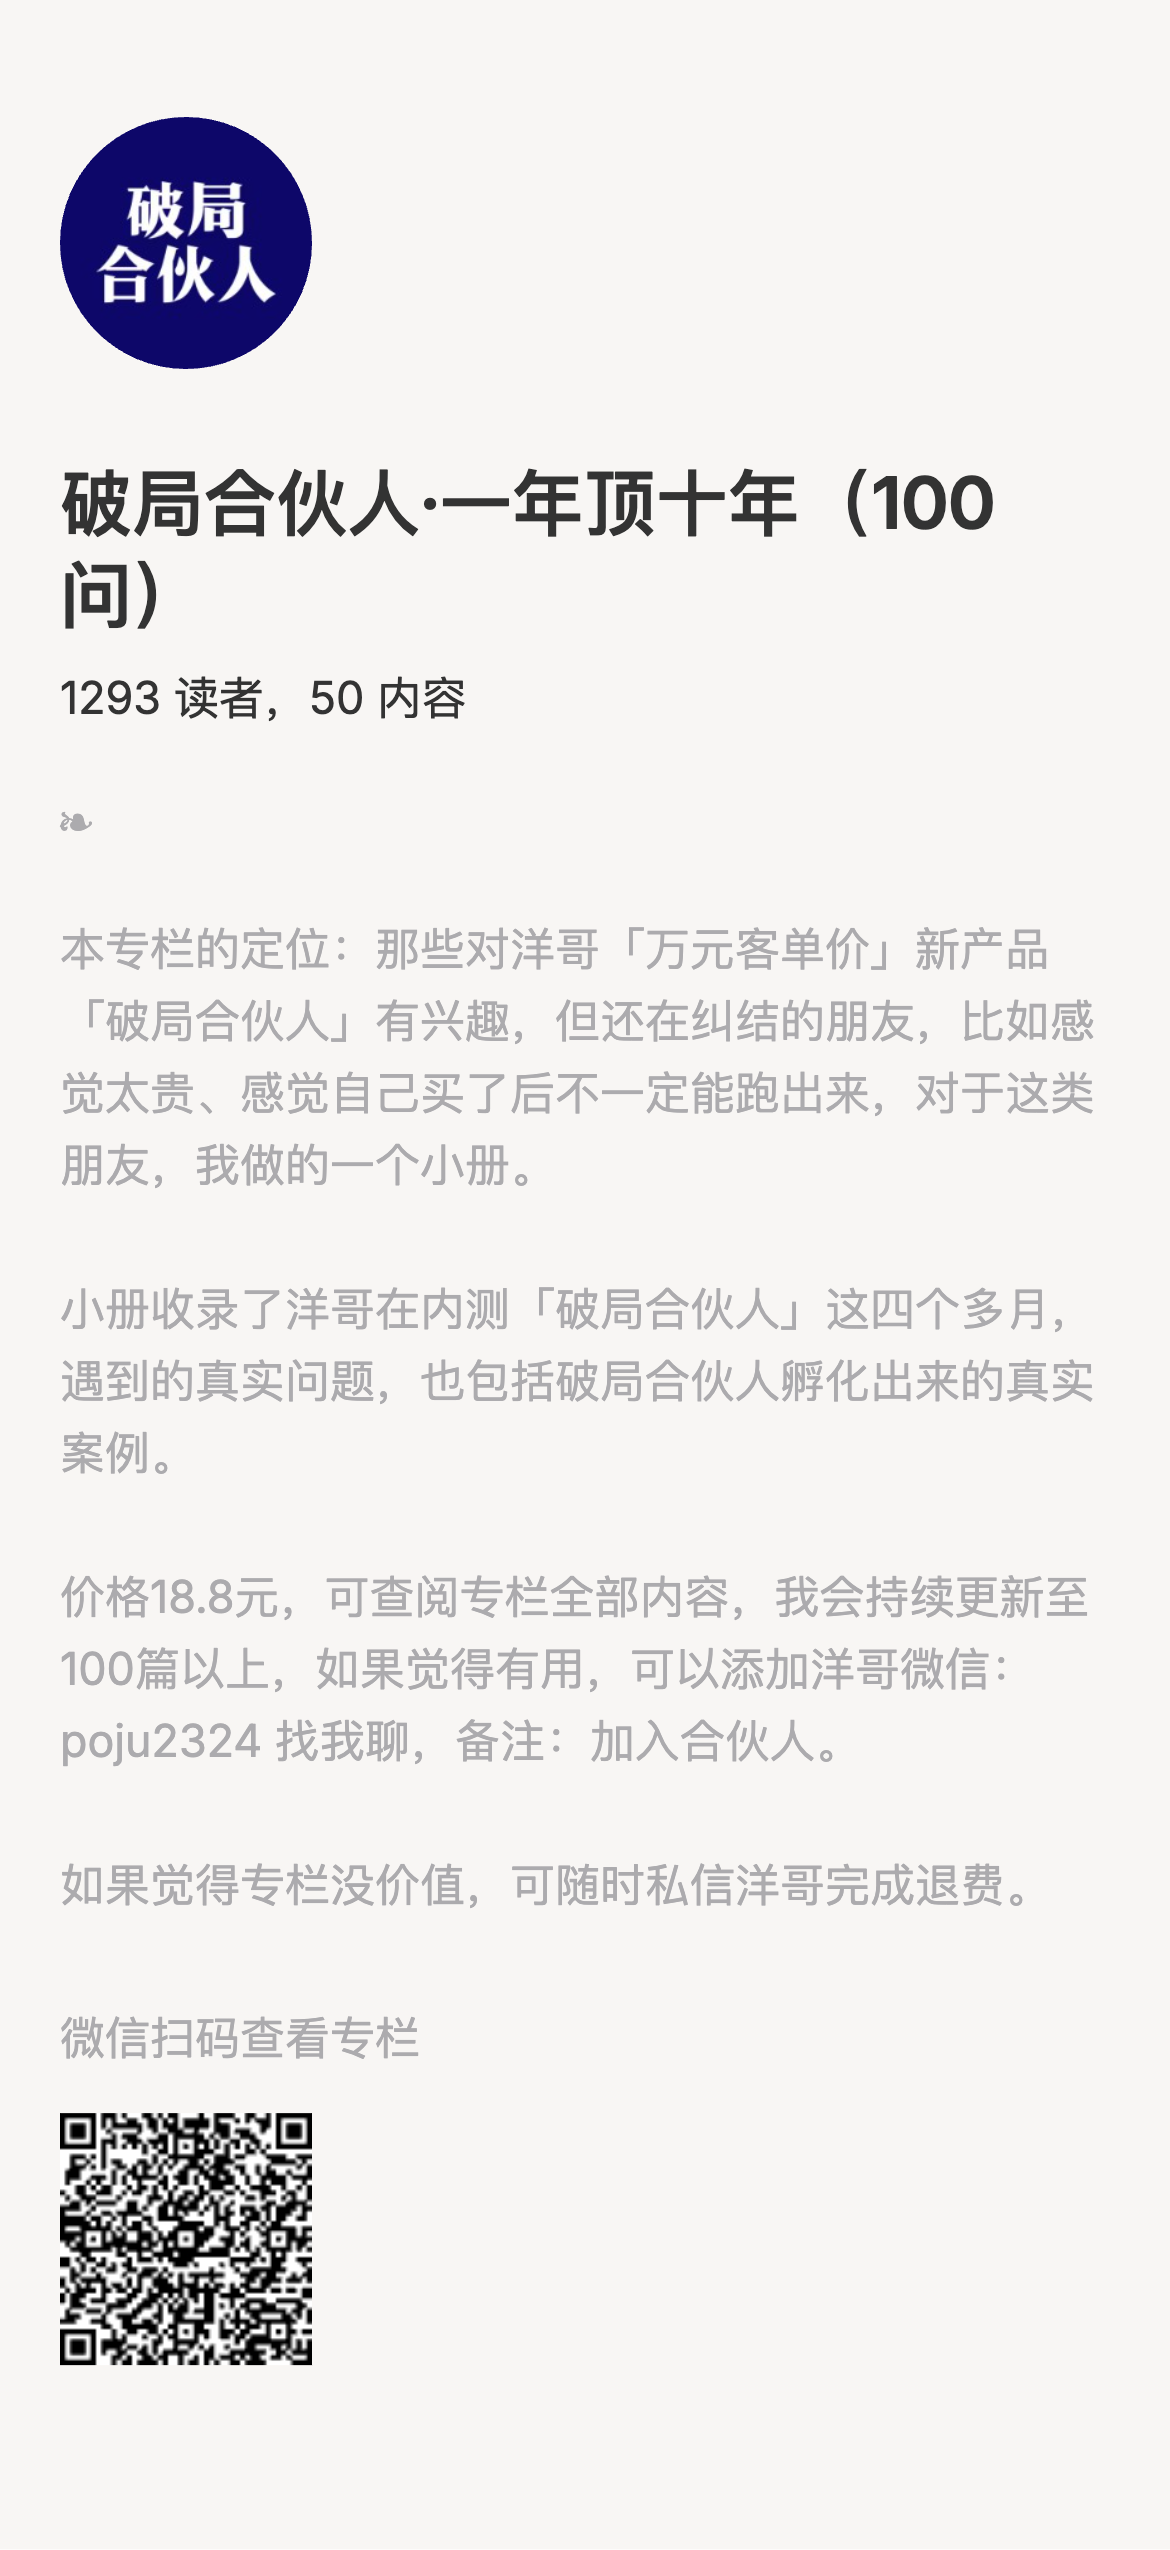 破局
合伙人
破局合伙人·一年顶十年（100
问）
1293 读者，50 内容
❧
本专栏的定位：那些对洋哥「万元客单价」新产品
「破局合伙人」有兴趣，但还在纠结的朋友，比如感
觉太贵、感觉自己买了后不一定能跑出来，对于这类
朋友，我做的一个小册。
小册收录了洋哥在内测「破局合伙人」这四个多月，
遇到的真实问题，也包括破局合伙人孵化出来的真实
案例。
价格18.8元，可查阅专栏全部内容，我会持续更新至
100篇以上，如果觉得有用，可以添加洋哥微信：
poju2324 找我聊，备注：加入合伙人。
如果觉得专栏没价值，可随时私信洋哥完成退费。
微信扫码查看专栏